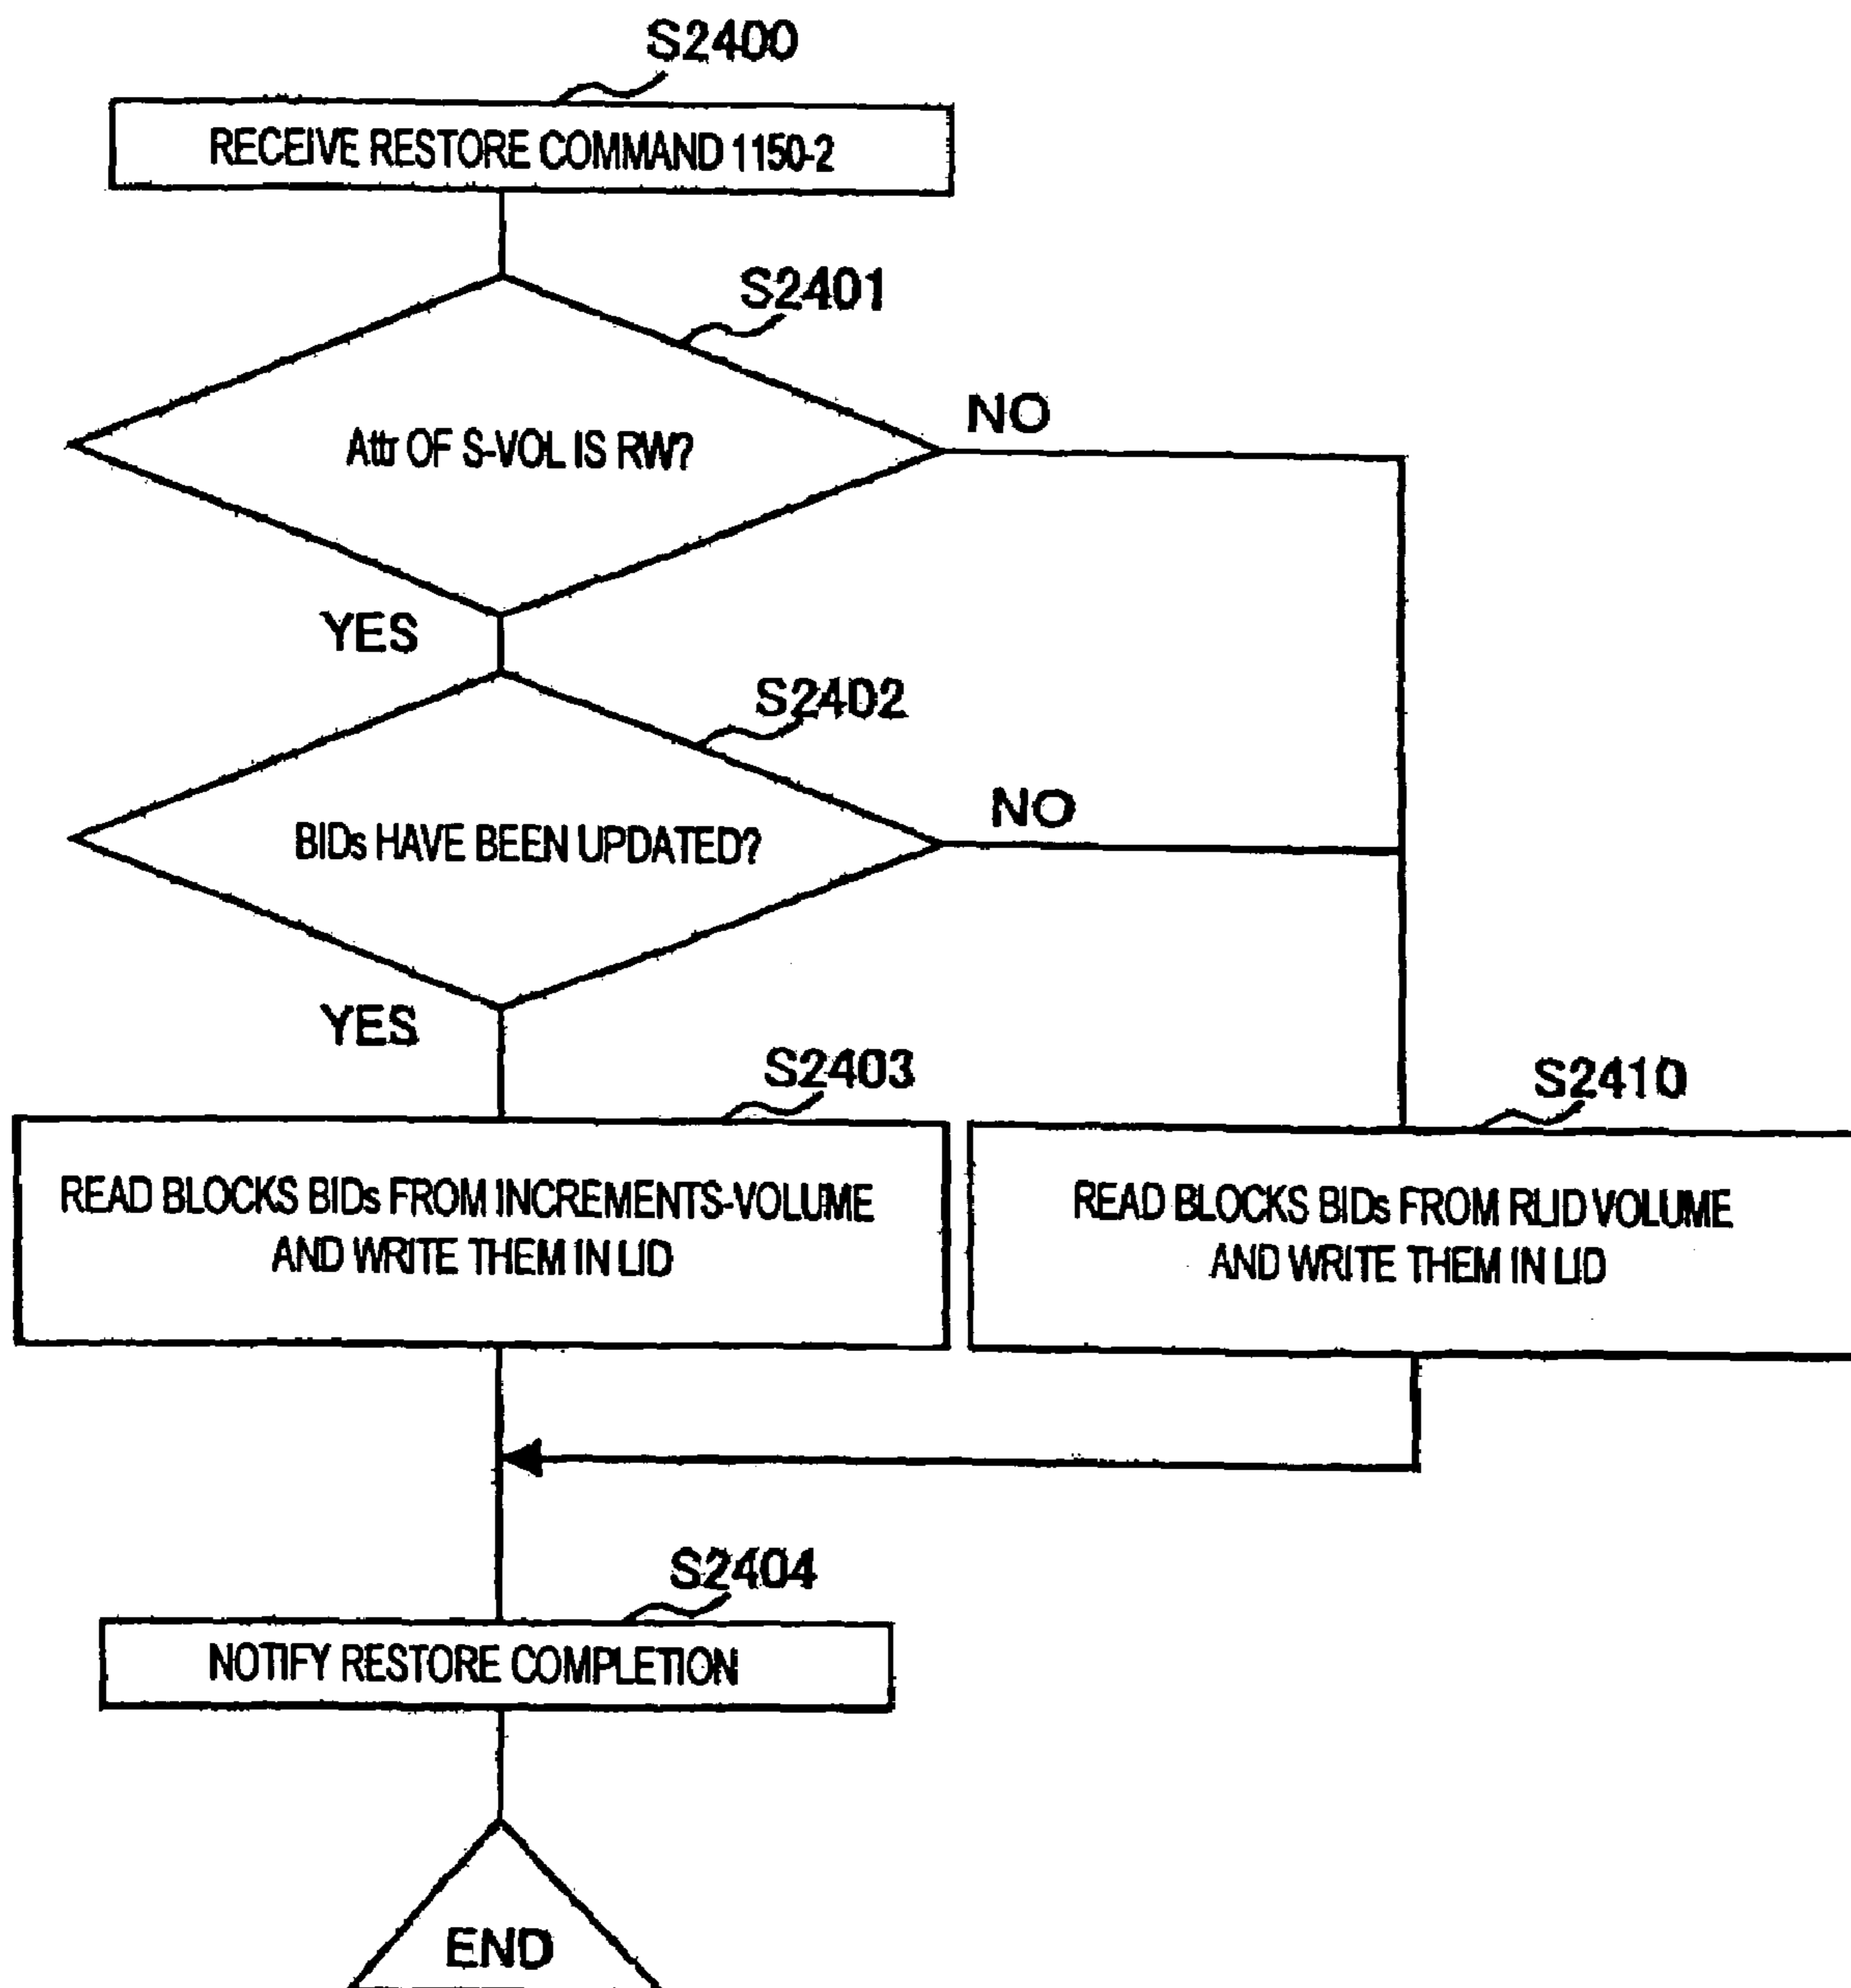 S2400
RECEIVE RESTORE COMMAND 1150-2
S2401
Attr OF S-VOL IS RW?
NO
YES
S2402
BIDs HAVE BEEN UPDATED?
NO
YES
S2403
READ BLOCKS BIDs FROM INCREMENTS-VOLUME
AND WRITE THEM IN LID
S2410
READ BLOCKS BIDs FROM RLID VOLUME
AND WRITE THEM IN LID
S2404
NOTIFY RESTORE COMPLETION
END